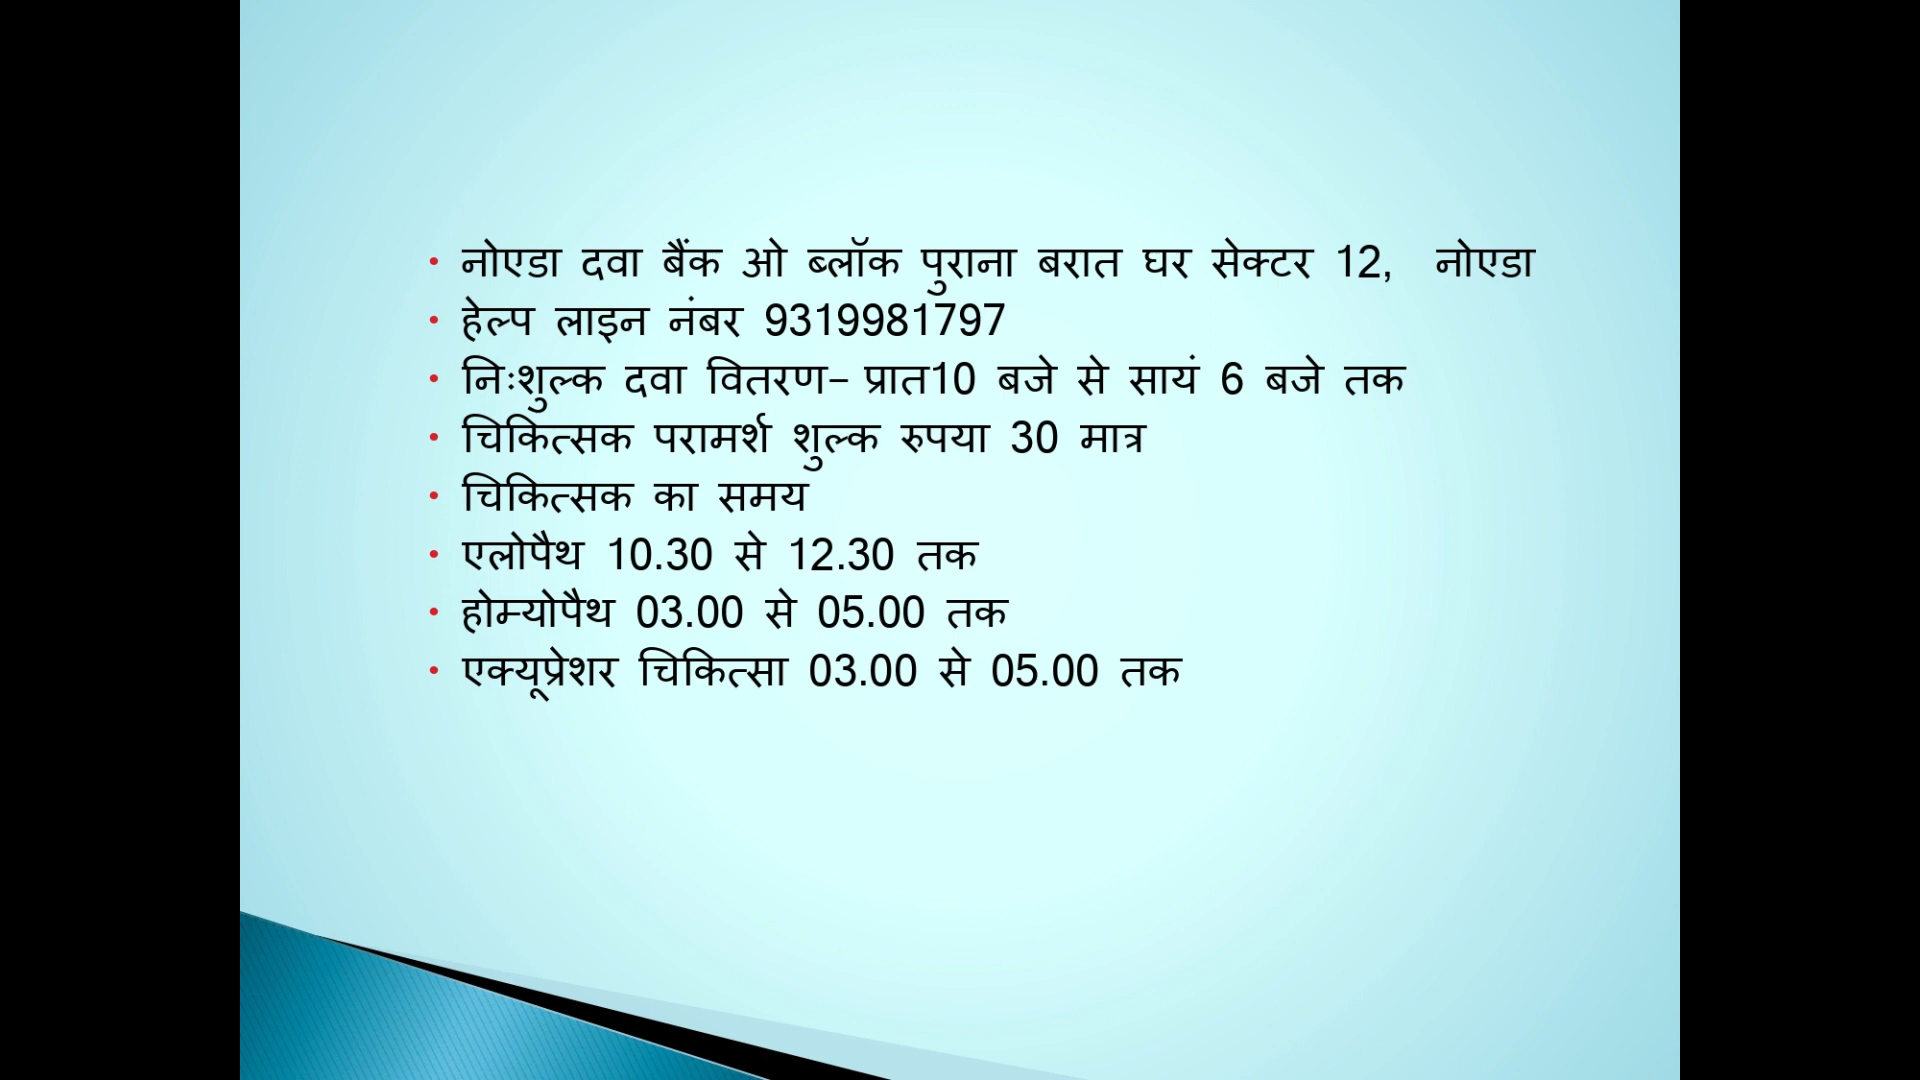 • नोएडा दवा बैंक ओ ब्लॉक पुराना बरात घर सेक्टर 12, नोएडा
• हेल्प लाइन नंबर 9319981797
• निःशुल्क दवा वितरण– प्रात10 बजे से सायं 6 बजे तक
• चिकित्सक परामर्श शुल्क रुपया 30 मात्र
• चिकित्सक का समय
• एलोपैथ 10.30 से 12.30 तक
• होम्योपैथ 03.00 से 05.00 तक
• एक्यूप्रेशर चिकित्सा 03.00 से 05.00 तक